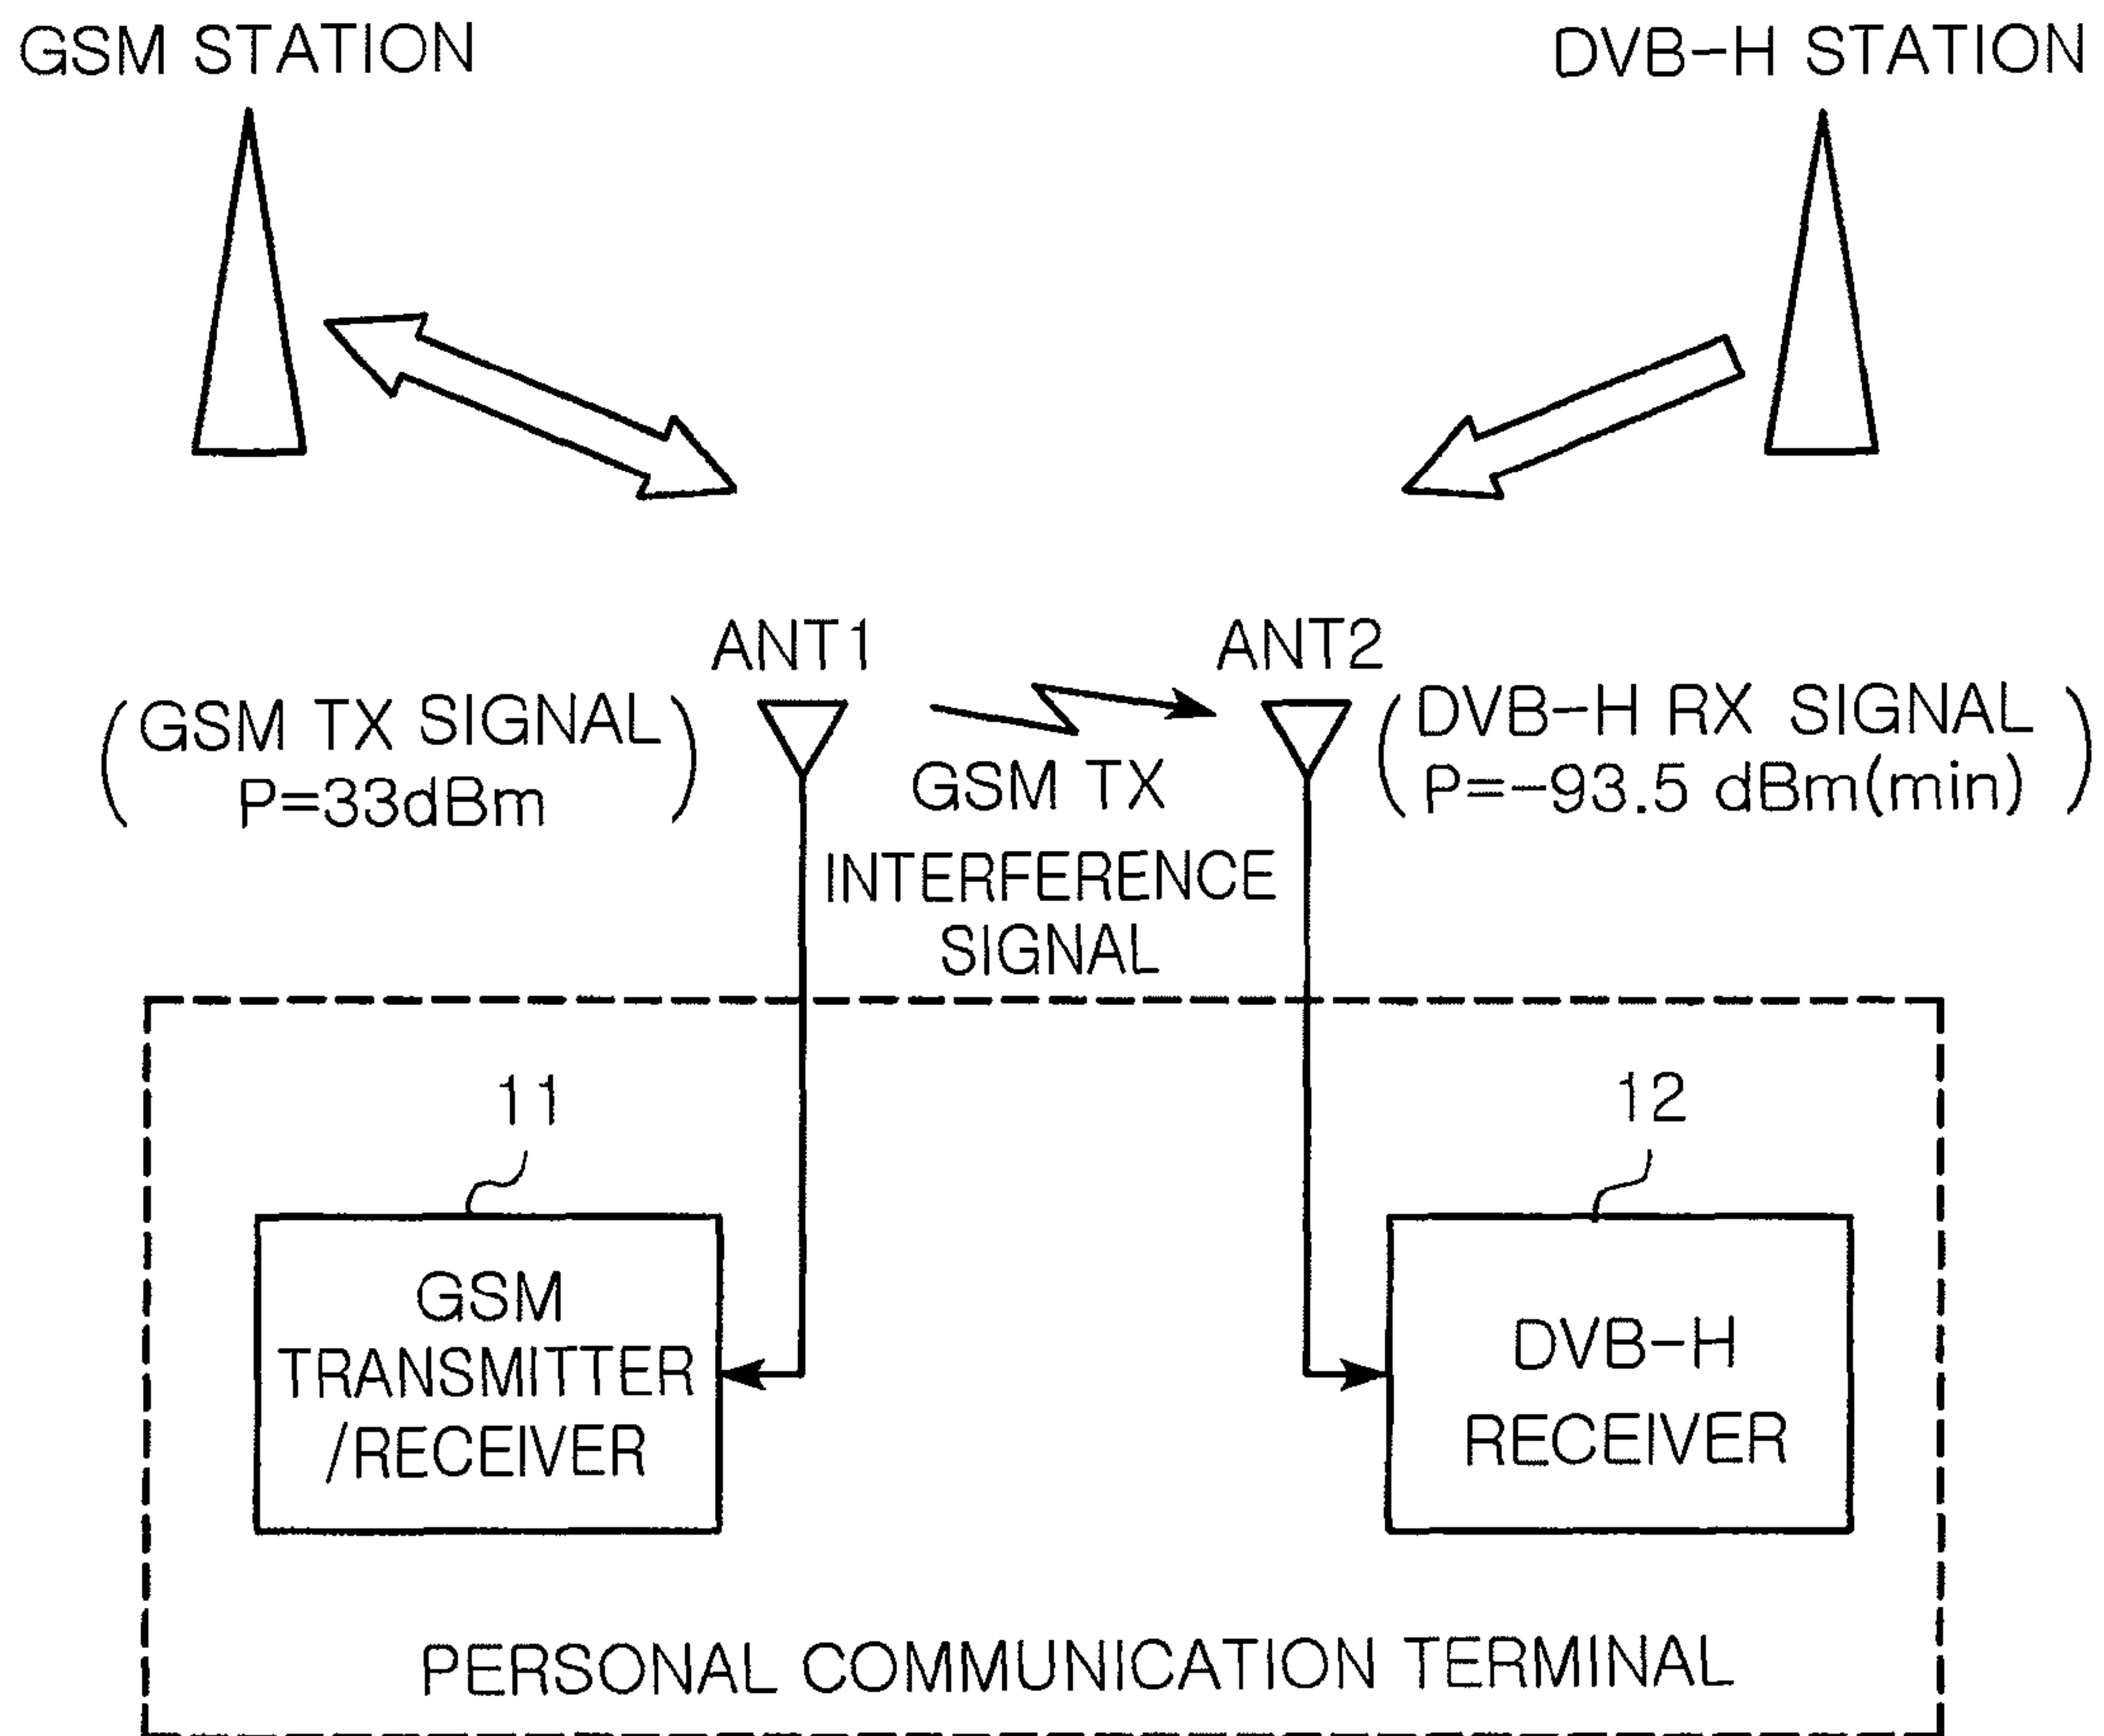 GSM STATION
DVB-H STATION
ANT1
ANT2
(GSM TX SIGNAL
P=33dBm)
GSM TX
INTERFERENCE
SIGNAL
(DVB-H RX SIGNAL
P=-93.5 dBm(min))
11
12
GSM
TRANSMITTER
/RECEIVER
DVB-H
RECEIVER
PERSONAL COMMUNICATION TERMINAL